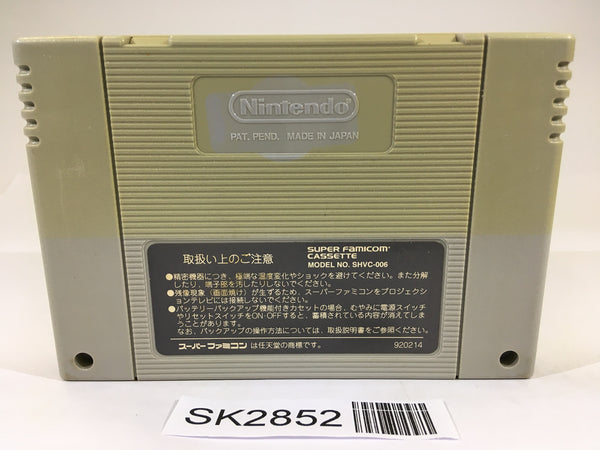 Nintendo
PAT. PEND. MADE IN JAPAN
取扱い上のご注意
SUPER FAMICOM
CASSETTE
MODEL NO. SHVC-006
●精密機器につき、極端な温度変化やショックを避けてください。また分解
したり、端子部を汚したりしないでください。
●残像現象（画面焼け）が生ずるため、スーパーファミコンをプロジェクシ
ョンテレビには接続しないでください。
●バッテリーバックアップ機能付きカセットの場合、むやみに電源スイッチ
やリセットスイッチをON OFFすると、蓄積されている内容が消えてしま
うことがあります。
なお、バックアップの操作方法については、取扱説明書をご参照ください。
スーパーファミコン は任天堂の商標です。
920214
SK2852